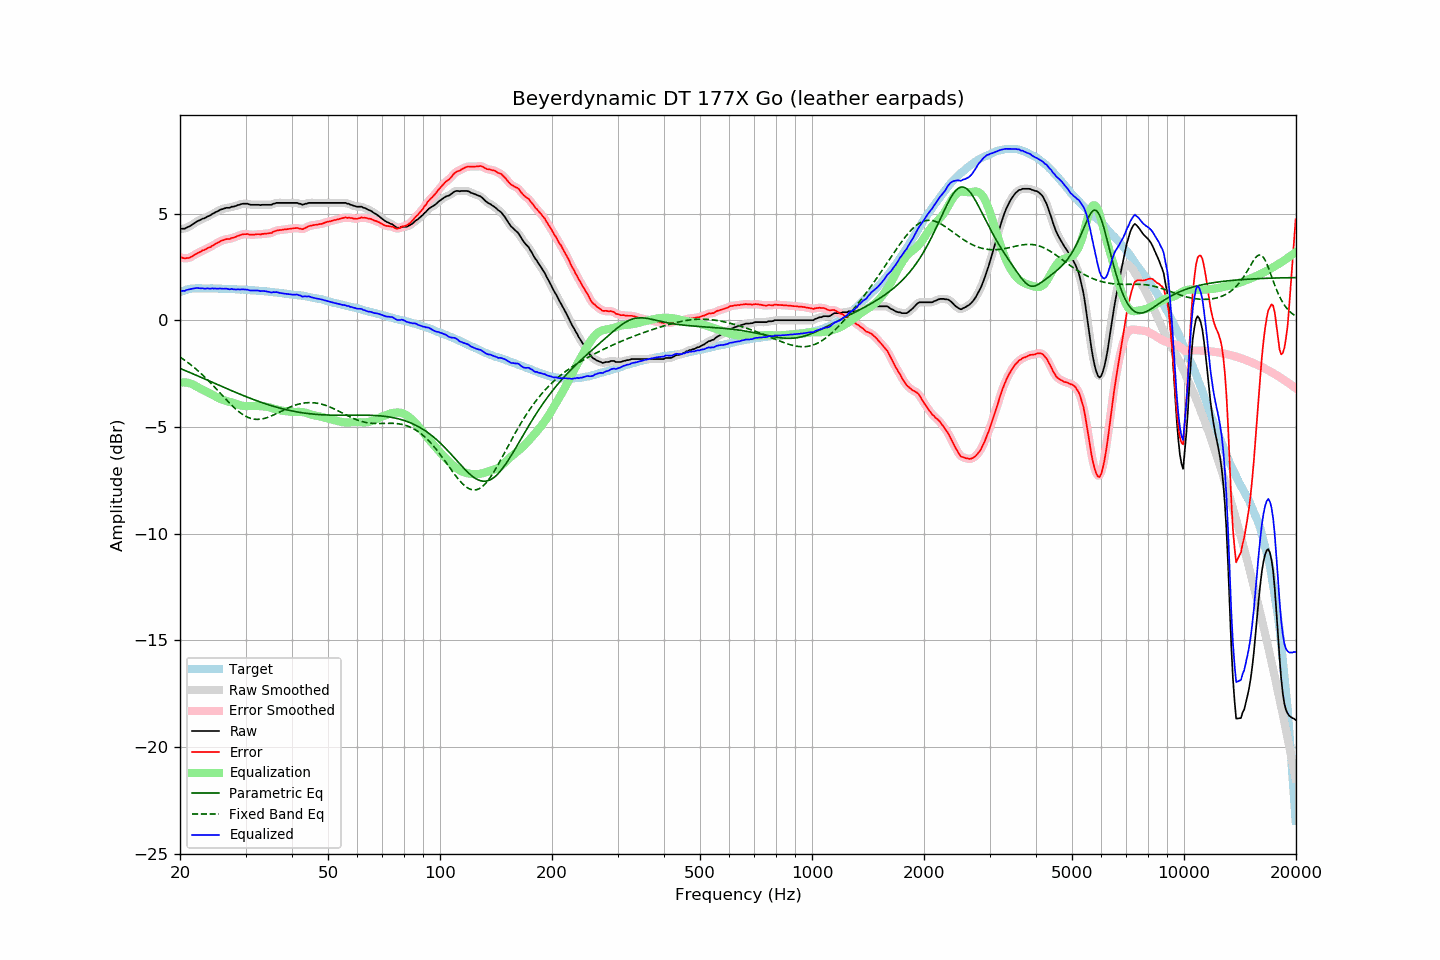 Beyerdynamic DT 177X Go (leather earpads)
Amplitude (dBr)
5
0
−5
−10
−15
−20
−25
Target
Raw Smoothed
Error Smoothed
Raw
Error
Equalization
Parametric Eq
Fixed Band Eq
Equalized
20 50 100 200 500 1000 2000 5000 10000 20000
Frequency (Hz)